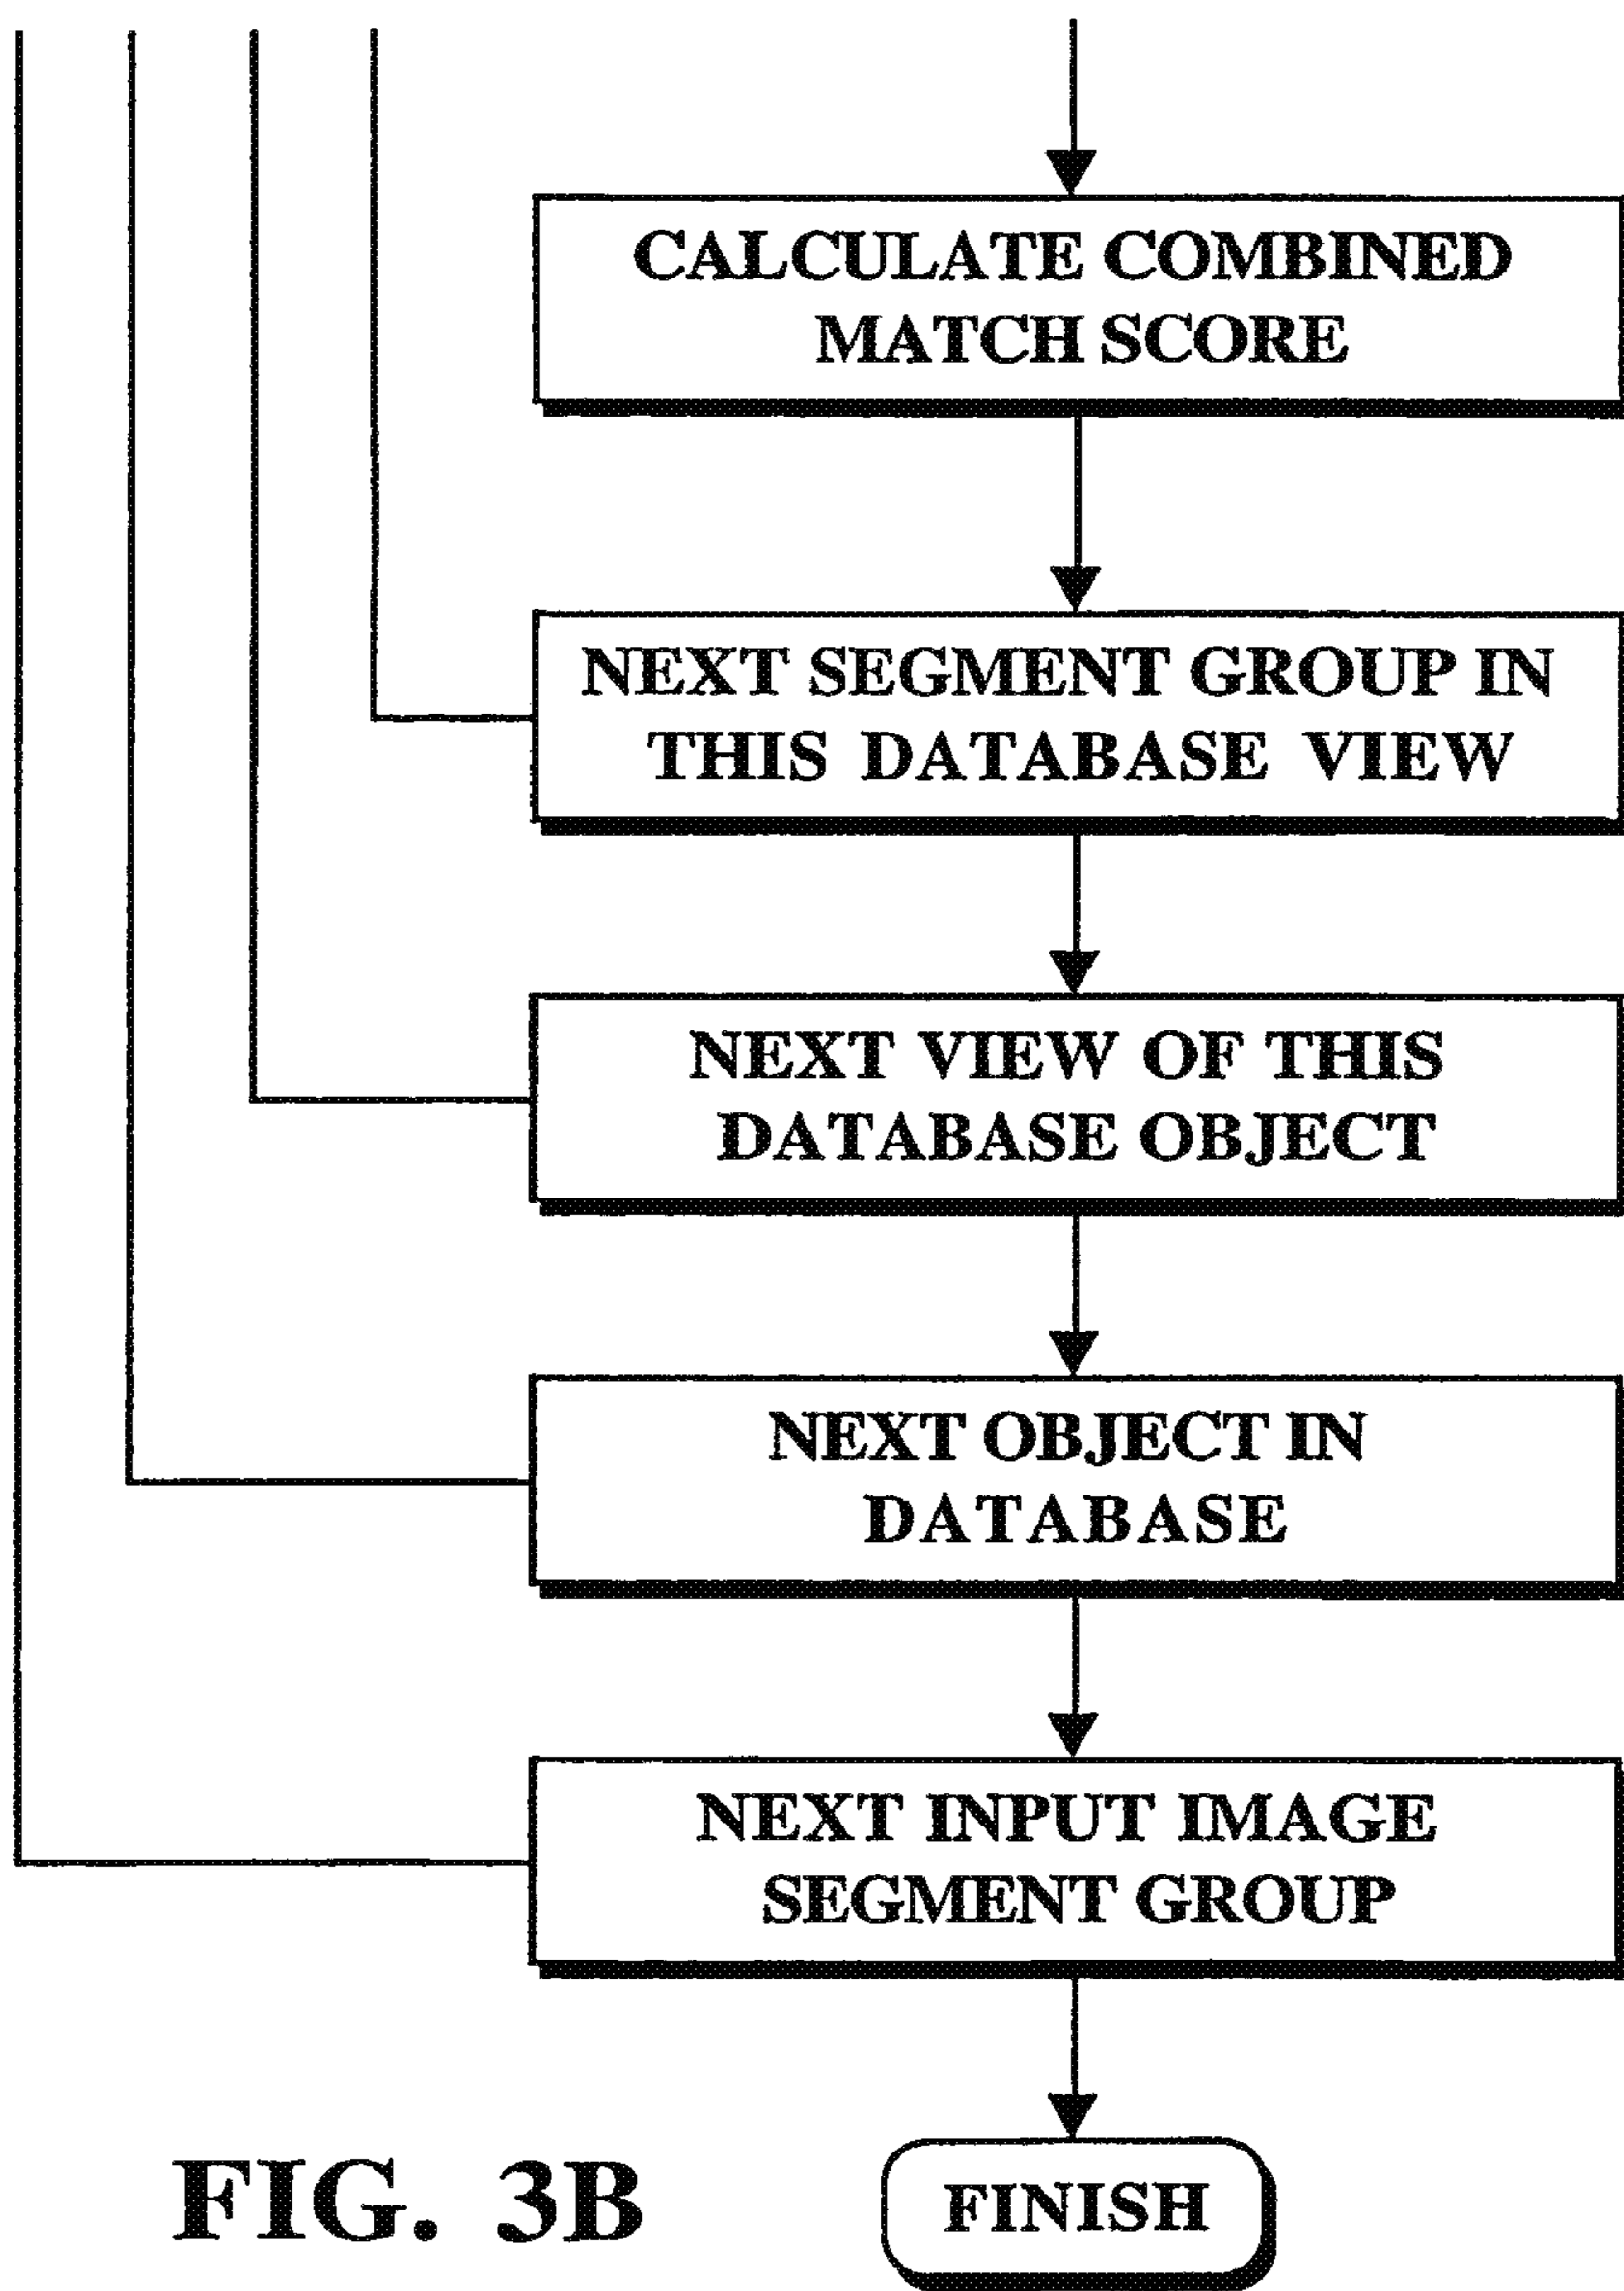 CALCULATE COMBINED
MATCH SCORE
NEXT SEGMENT GROUP IN
THIS DATABASE VIEW
NEXT VIEW OF THIS
DATABASE OBJECT
NEXT OBJECT IN
DATABASE
NEXT INPUT IMAGE
SEGMENT GROUP
FINISH
FIG. 3B